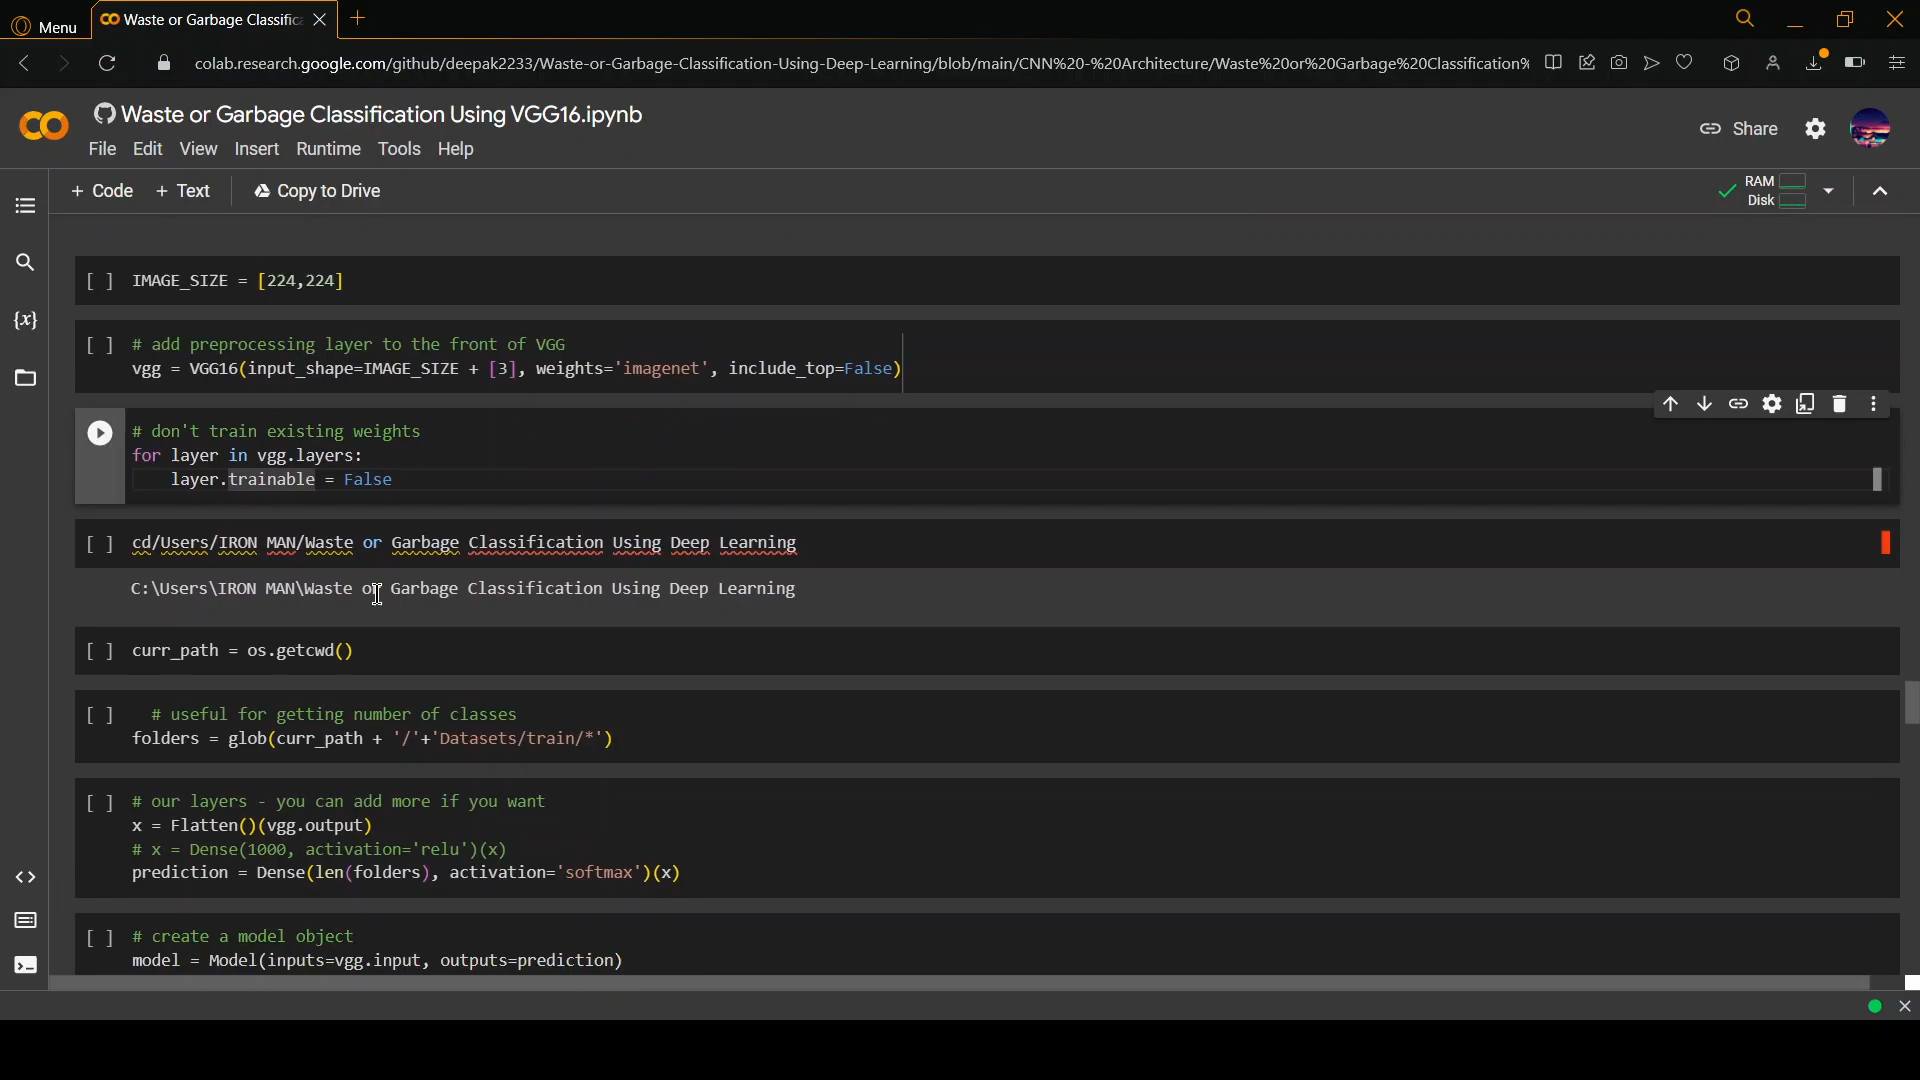 Menu
Waste or Garbage Classific
colab.research.google.com/github/deepak2233/Waste-or-Garbage-Classification-Using-Deep-Learning/blob/main/CNN%20-%20Architecture/Waste%20or%20Garbage%20Classification%
Waste or Garbage Classification Using VGG16.ipynb
File Edit View Insert Runtime Tools Help
Share
+ Code + Text Copy to Drive
RAM
Disk
{x}
[ ] IMAGE_SIZE = [224,224]
[ ] # add preprocessing layer to the front of VGG
vgg = VGG16(input_shape=IMAGE_SIZE + [3], weights='imagenet', include_top=False)
# don't train existing weights
for layer in vgg.layers:
layer.trainable = False
[ ] cd/Users/IRON MAN/Waste or Garbage Classification Using Deep Learning
C:\Users\IRON MAN\Waste or Garbage Classification Using Deep Learning
[ ] curr_path = os.getcwd()
[ ] # useful for getting number of classes
folders = glob(curr_path + '/'+'Datasets/train/*')
[ ] # our layers - you can add more if you want
x = Flatten()(vgg.output)
# x = Dense(1000, activation='relu')(x)
prediction = Dense(len(folders), activation='softmax')(x)
[ ] # create a model object
model = Model(inputs=vgg.input, outputs=prediction)